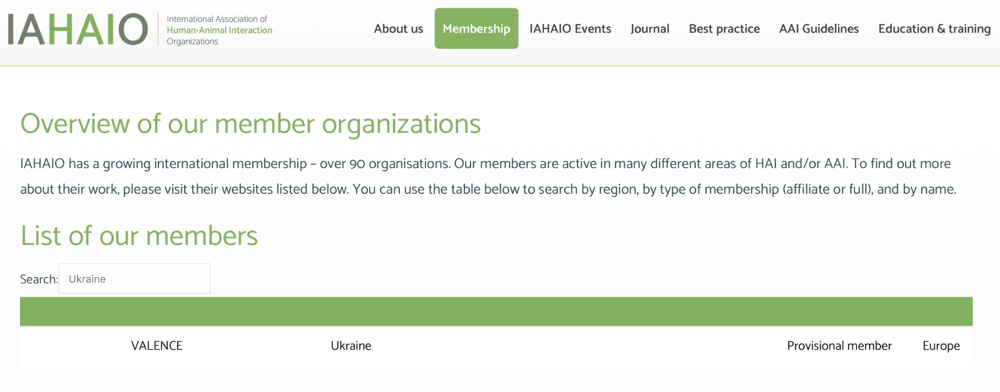 IAHAIO
International Association of
Human-Animal Interaction
Organizations
About us Membership IAHAIO Events Journal Best practice AAI Guidelines Education & training
Overview of our member organizations
IAHAIO has a growing international membership – over 90 organisations. Our members are active in many different areas of HAI and/or AAI. To find out more
about their work, please visit their websites listed below. You can use the table below to search by region, by type of membership (affiliate or full), and by name.
List of our members
Search: Ukraine
VALENCE Ukraine Provisional member Europe